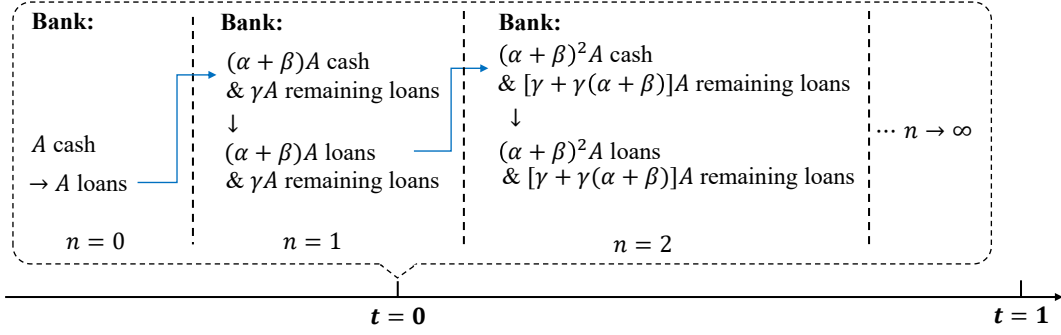 Bank:
A cash
→ A loans
n = 0
Bank:
(α + β)A cash
& γA remaining loans
↓
(α + β)A loans
& γA remaining loans
n = 1
Bank:
(α + β)²A cash
& [γ + γ(α + β)]A remaining loans
↓
(α + β)²A loans
& [γ + γ(α + β)]A remaining loans
n = 2
⋯ n → ∞
t = 0
t = 1